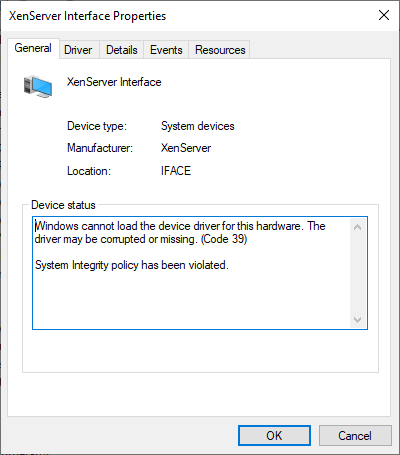 XenServer Interface Properties
General Driver Details Events Resources
XenServer Interface
Device type: System devices
Manufacturer: XenServer
Location: IFACE
Device status
Windows cannot load the device driver for this hardware. The
driver may be corrupted or missing. (Code 39)
System Integrity policy has been violated.
OK Cancel